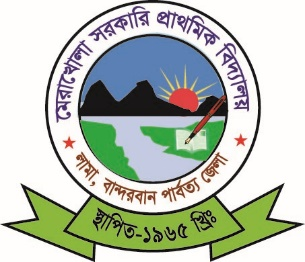 মেরাখোলা সরকারি প্রাথমিক বিদ্যালয়
লামা, বান্দরবান পার্বত্য জেলা
স্থাপিত-১৯৬৫ খ্রিঃ